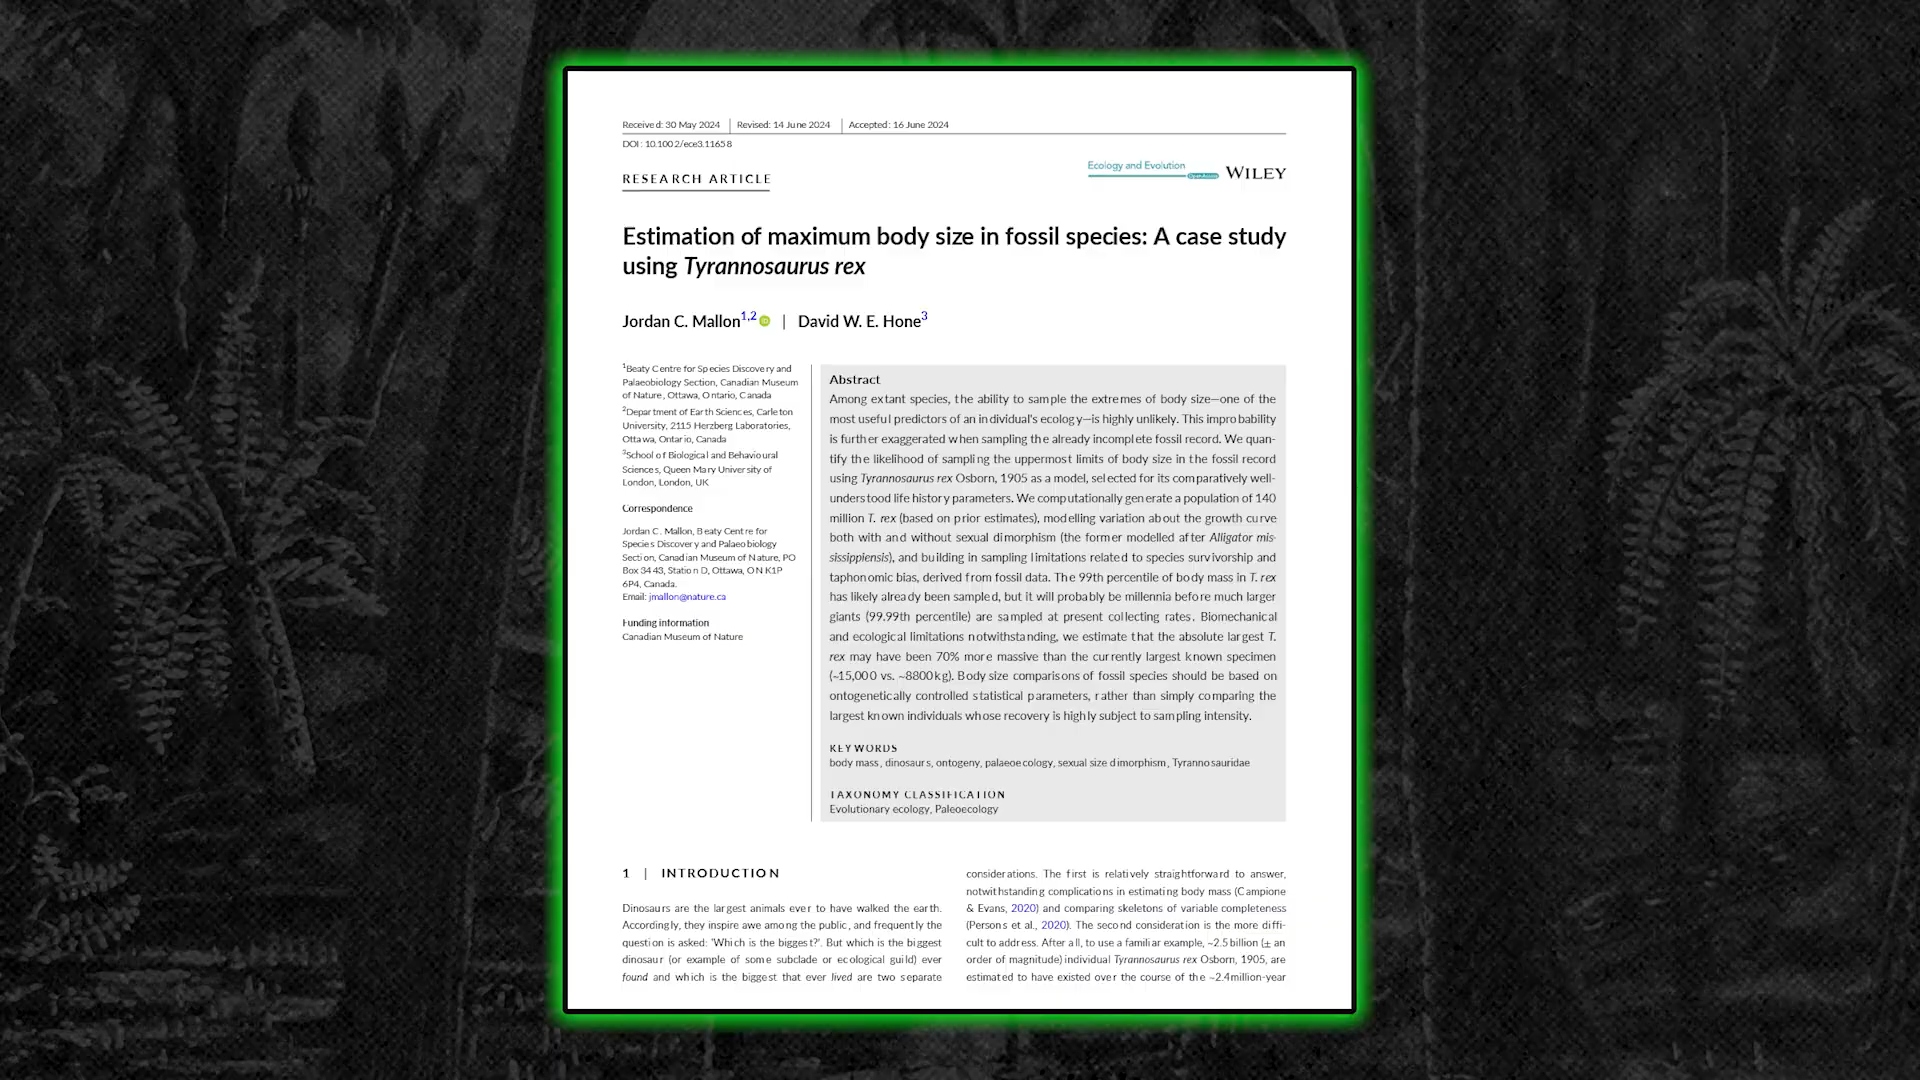 Received: 30 May 2024 | Revised: 14 June 2024 | Accepted: 16 June 2024
DOI: 10.1002/ece3.11658
RESEARCH ARTICLE
Ecology and Evolution
Open Access
WILEY
Estimation of maximum body size in fossil species: A case study
using Tyrannosaurus rex
Jordan C. Mallon1,2 | David W. E. Hone3
1Beaty Centre for Species Discovery and
Palaeobiology Section, Canadian Museum
of Nature, Ottawa, Ontario, Canada
2Department of Earth Sciences, Carleton
University, 2115 Herzberg Laboratories,
Ottawa, Ontario, Canada
3School of Biological and Behavioural
Sciences, Queen Mary University of
London, London, UK
Correspondence
Jordan C. Mallon, Beaty Centre for
Species Discovery and Palaeobiology
Section, Canadian Museum of Nature, PO
Box 3443, Station D, Ottawa, ON K1P
6P4, Canada.
Email: jmallon@nature.ca
Funding information
Canadian Museum of Nature
Abstract
Among extant species, the ability to sample the extremes of body size—one of the
most useful predictors of an individual's ecology—is highly unlikely. This improbability
is further exaggerated when sampling the already incomplete fossil record. We quan-
tify the likelihood of sampling the uppermost limits of body size in the fossil record
using Tyrannosaurus rex Osborn, 1905 as a model, selected for its comparatively well-
understood life history parameters. We computationally generate a population of 140
million T. rex (based on prior estimates), modelling variation about the growth curve
both with and without sexual dimorphism (the former modelled after Alligator mis-
sissippiensis), and building in sampling limitations related to species survivorship and
taphonomic bias, derived from fossil data. The 99th percentile of body mass in T. rex
has likely already been sampled, but it will probably be millennia before much larger
giants (99.99th percentile) are sampled at present collecting rates. Biomechanical
and ecological limitations notwithstanding, we estimate that the absolute largest T.
rex may have been 70% more massive than the currently largest known specimen
(~15,000 vs. ~8800 kg). Body size comparisons of fossil species should be based on
ontogenetically controlled statistical parameters, rather than simply comparing the
largest known individuals whose recovery is highly subject to sampling intensity.
KEYWORDS
body mass, dinosaurs, ontogeny, palaeoecology, sexual size dimorphism, Tyrannosauridae
TAXONOMY CLASSIFICATION
Evolutionary ecology, Paleoecology
1 | INTRODUCTION
Dinosaurs are the largest animals ever to have walked the earth.
Accordingly, they inspire awe among the public, and frequently the
question is asked: 'Which is the biggest?'. But which is the biggest
dinosaur (or example of some subclade or ecological guild) ever
found and which is the biggest that ever lived are two separate
considerations. The first is relatively straightforward to answer,
notwithstanding complications in estimating body mass (Campione
& Evans, 2020) and comparing skeletons of variable completeness
(Persons et al., 2020). The second consideration is the more diffi-
cult to address. After all, to use a familiar example, ~2.5 billion (± an
order of magnitude) individual Tyrannosaurus rex Osborn, 1905, are
estimated to have existed over the course of the ~2.4 million-year